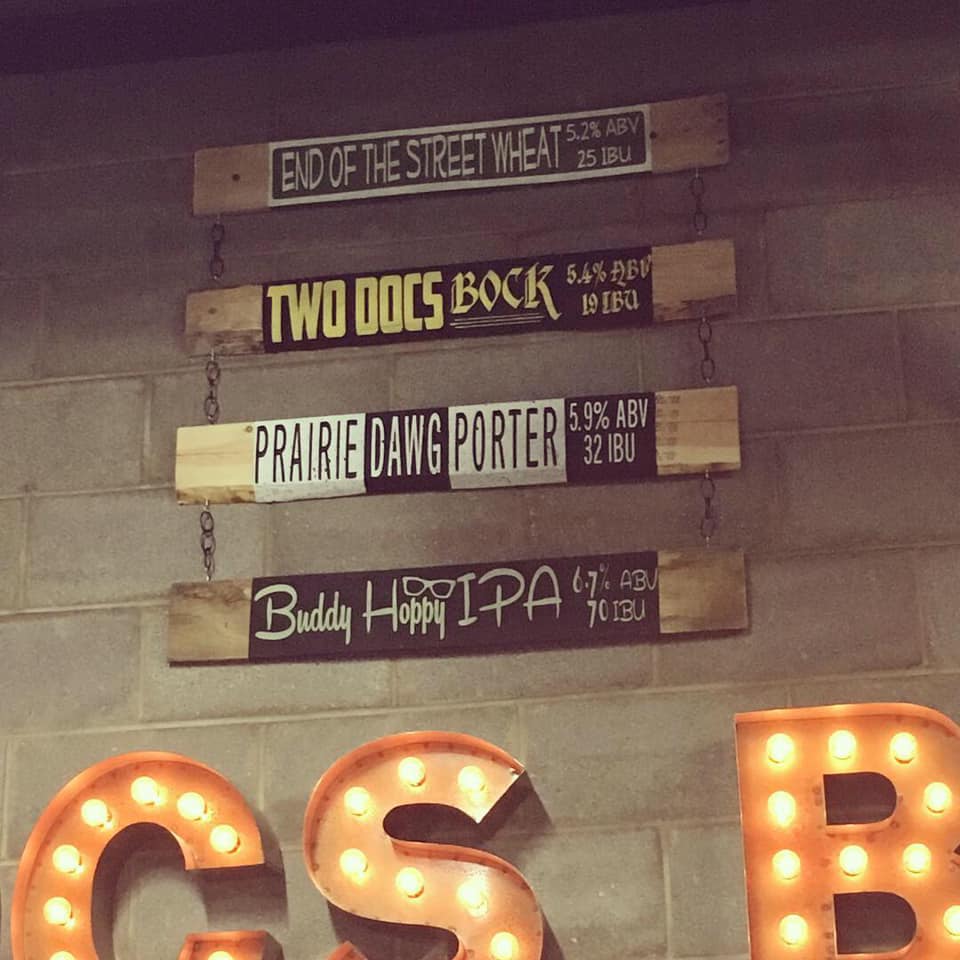 END OF THE STREET WHEAT 5.2% ABV
25 IBU
TWO DOCS BOCK 5.4% ABV
19 IBU
PRAIRIE DAWG PORTER 5.9% ABV
32 IBU
Buddy Hoppy IPA 6.7% ABV
70 IBU
CS B